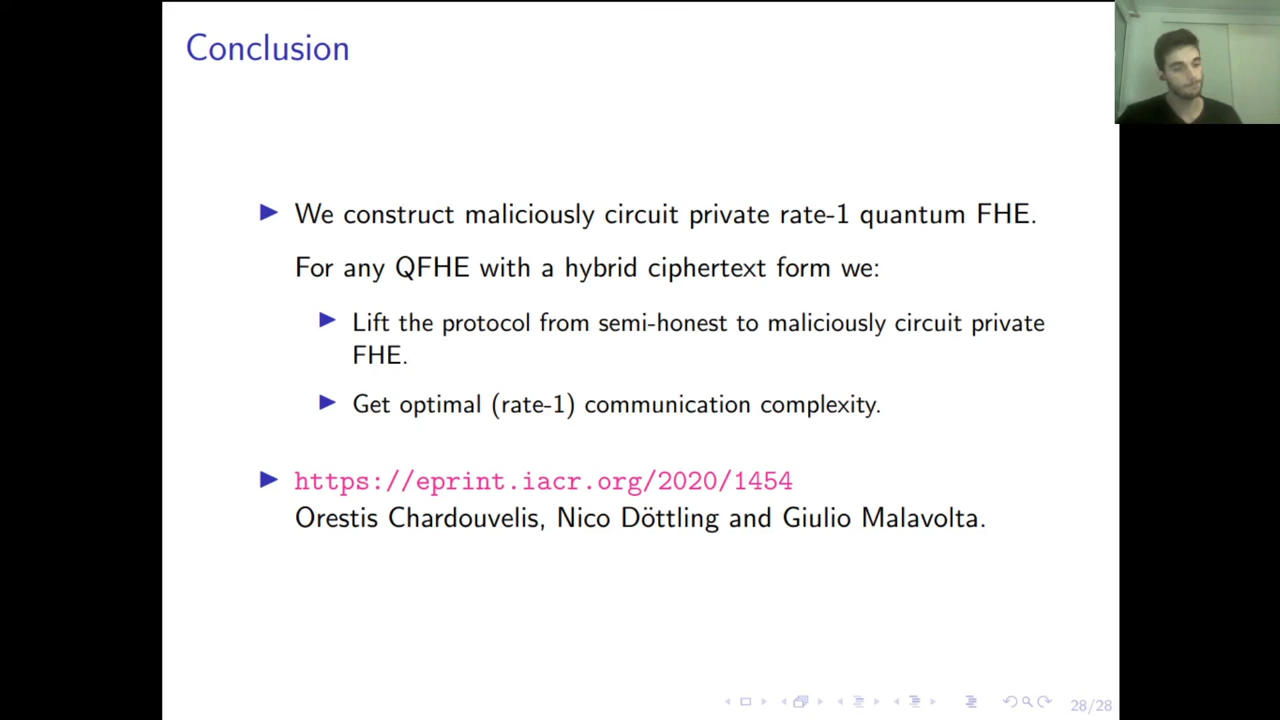 Conclusion
We construct maliciously circuit private rate-1 quantum FHE.
For any QFHE with a hybrid ciphertext form we:
Lift the protocol from semi-honest to maliciously circuit private
FHE.
Get optimal (rate-1) communication complexity.
https://eprint.iacr.org/2020/1454
Orestis Chardouvelis, Nico Döttling and Giulio Malavolta.
28/28